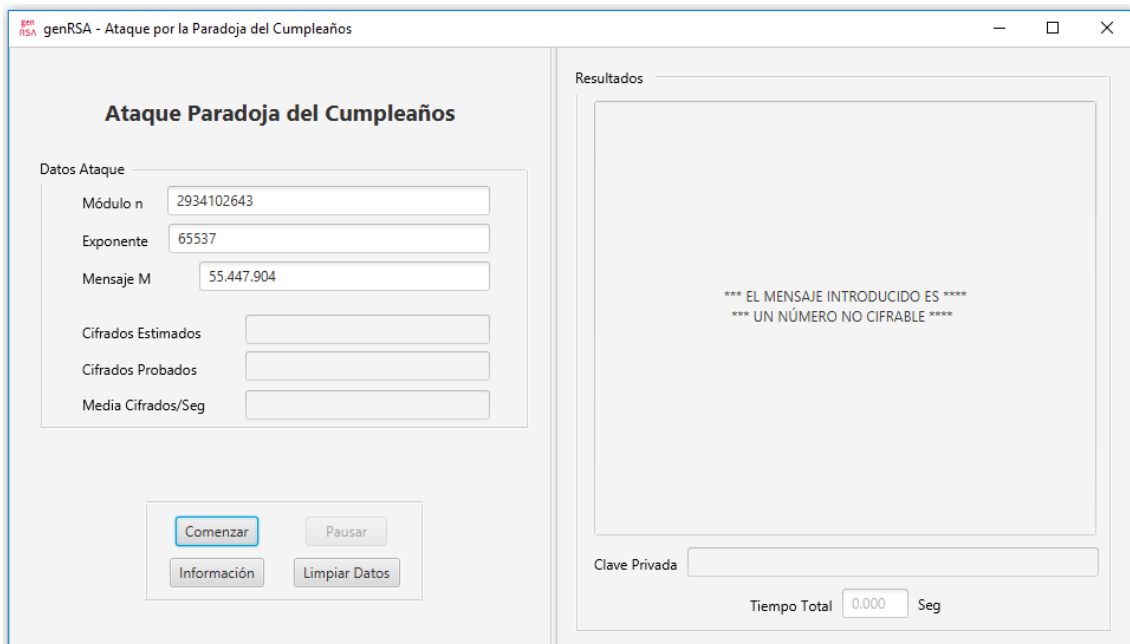 gen
RSA
genRSA - Ataque por la Paradoja del Cumpleaños
Ataque Paradoja del Cumpleaños
Datos Ataque
Módulo n 2934102643
Exponente 65537
Mensaje M 55.447.904
Cifrados Estimados
Cifrados Probados
Media Cifrados/Seg
Comenzar Pausar
Información Limpiar Datos
Resultados
*** EL MENSAJE INTRODUCIDO ES ****
*** UN NÚMERO NO CIFRABLE ****
Clave Privada
Tiempo Total 0.000 Seg